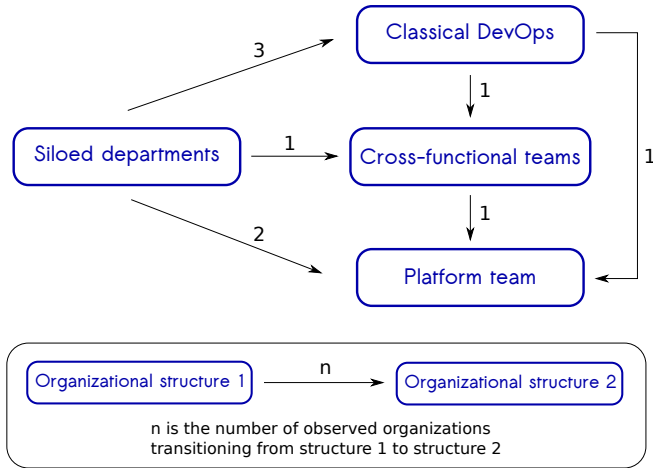 Classical DevOps
3
1
Siloed departments
1
Cross-functional teams
1
1
2
Platform team
Organizational structure 1
n
Organizational structure 2
n is the number of observed organizations
transitioning from structure 1 to structure 2